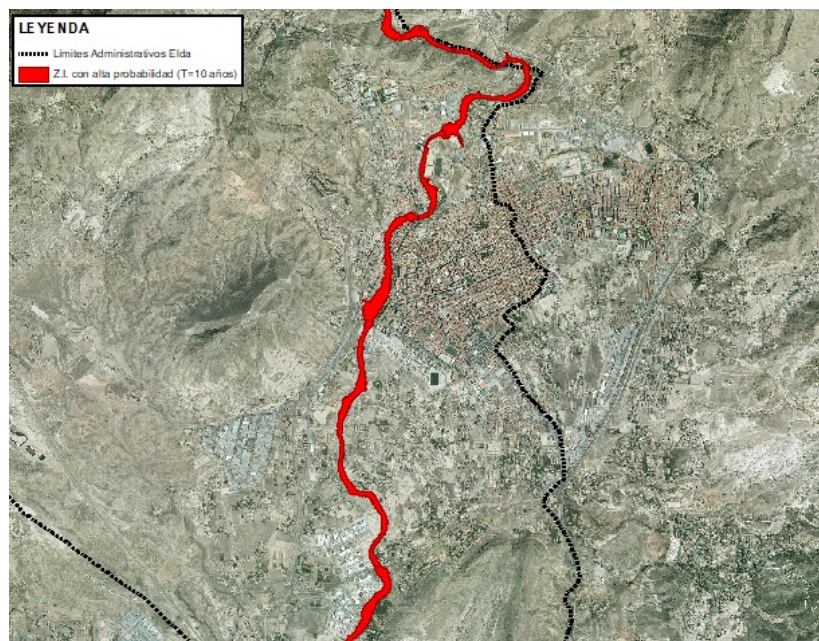 LEYENDA
Límites Administrativos Elda
Z.I. con alta probabilidad (T=10 años)